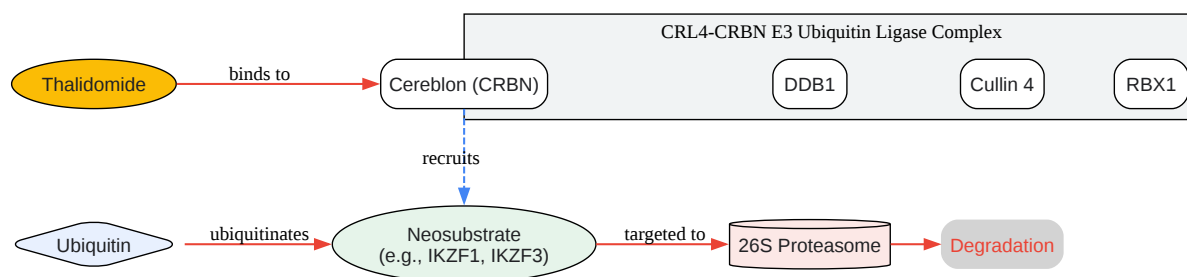 CRL4-CRBN E3 Ubiquitin Ligase Complex
Thalidomide
binds to
Cereblon (CRBN)
DDB1
Cullin 4
RBX1
recruits
Ubiquitin
ubiquitinates
Neosubstrate
(e.g., IKZF1, IKZF3)
targeted to
26S Proteasome
Degradation